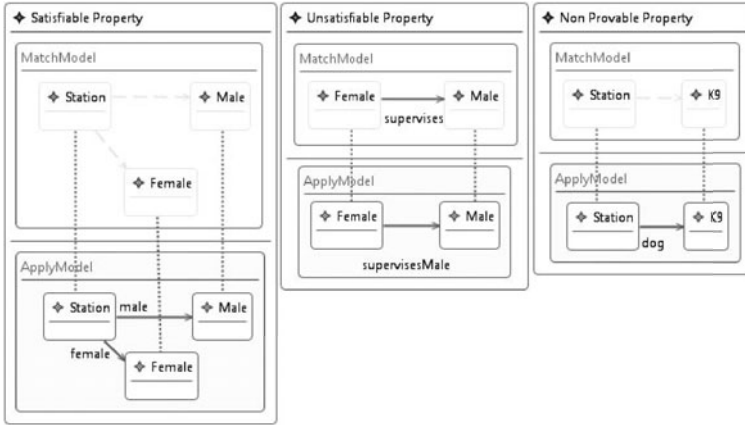 Satisfiable Property
MatchModel
Station
Male
Female
ApplyModel
Station
male
Male
female
Female
Unsatisfiable Property
MatchModel
Female
Male
supervises
ApplyModel
Female
Male
supervisesMale
Non Provable Property
MatchModel
Station
K9
ApplyModel
Station
K9
dog